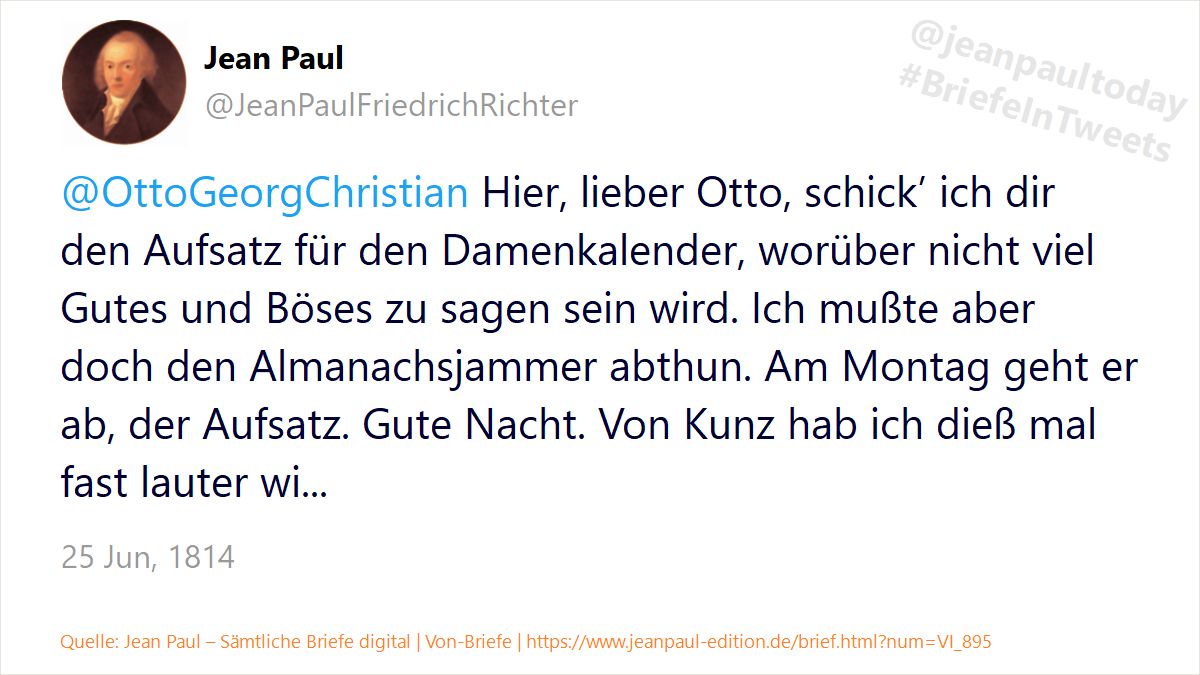 Jean Paul
@JeanPaulFriedrichRichter
@jeanpaultoday
#BriefeInTweets
@OttoGeorgChristian Hier, lieber Otto, schick’ ich dir
den Aufsatz für den Damenkalender, worüber nicht viel
Gutes und Böses zu sagen sein wird. Ich mußte aber
doch den Almanachsjammer abthun. Am Montag geht er
ab, der Aufsatz. Gute Nacht. Von Kunz hab ich dieß mal
fast lauter wi...
25 Jun, 1814
Quelle: Jean Paul – Sämtliche Briefe digital | Von-Briefe | https://www.jeanpaul-edition.de/brief.html?num=VI_895